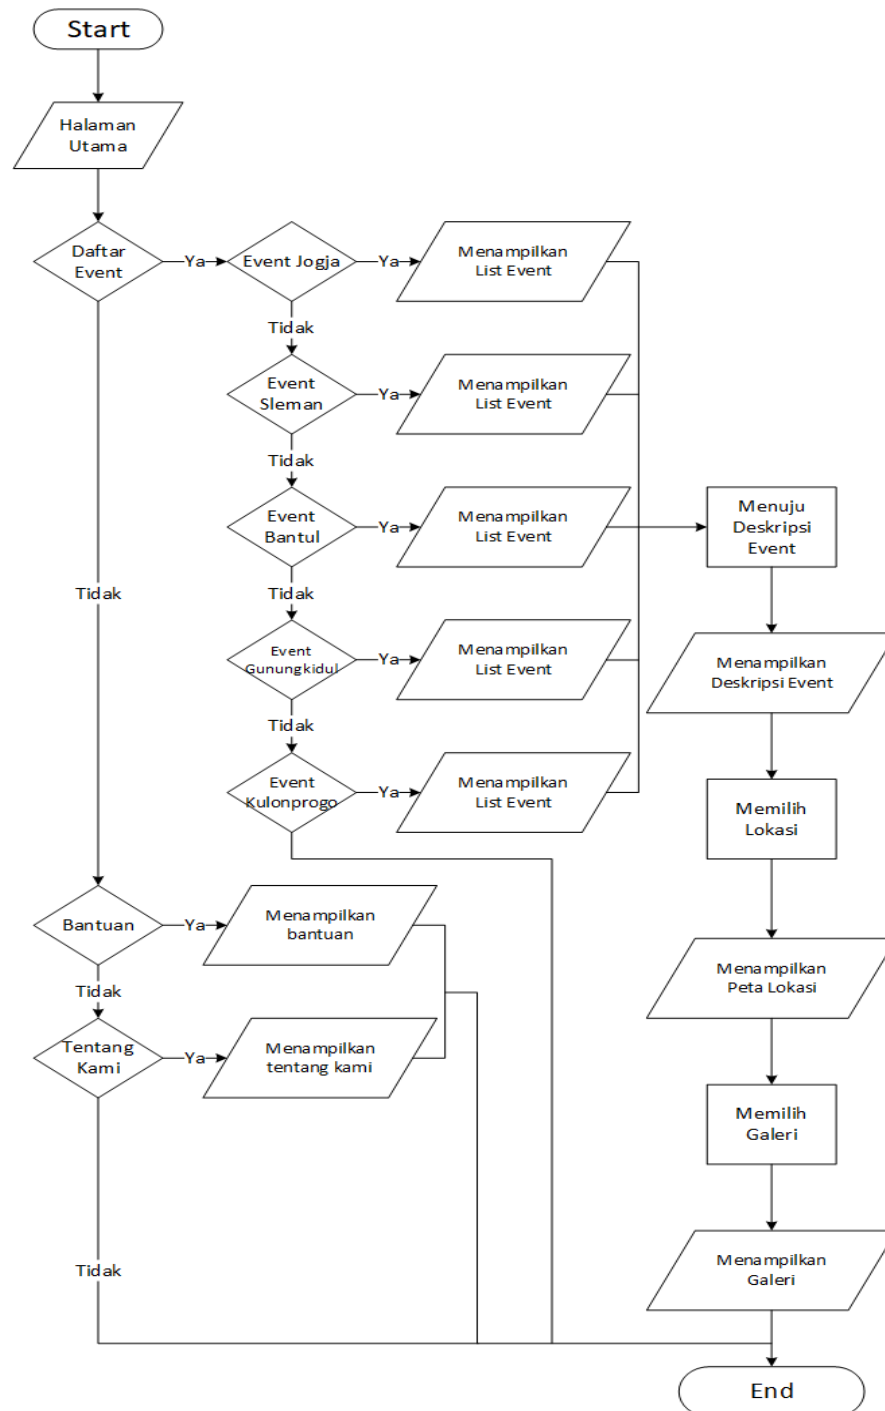 Start
Halaman
Utama
Daftar
Event
Ya
Event Jogja
Ya
Menampilkan
List Event
Tidak
Event
Sleman
Ya
Menampilkan
List Event
Tidak
Event
Bantul
Ya
Menampilkan
List Event
Menuju
Deskripsi
Event
Tidak
Tidak
Event
Gunungkidul
Ya
Menampilkan
List Event
Menampilkan
Deskripsi Event
Tidak
Event
Kulonprogo
Ya
Menampilkan
List Event
Memilih
Lokasi
Bantuan
Ya
Menampilkan
bantuan
Menampilkan
Peta Lokasi
Tidak
Tentang
Kami
Ya
Menampilkan
tentang kami
Memilih
Galeri
Tidak
Menampilkan
Galeri
End